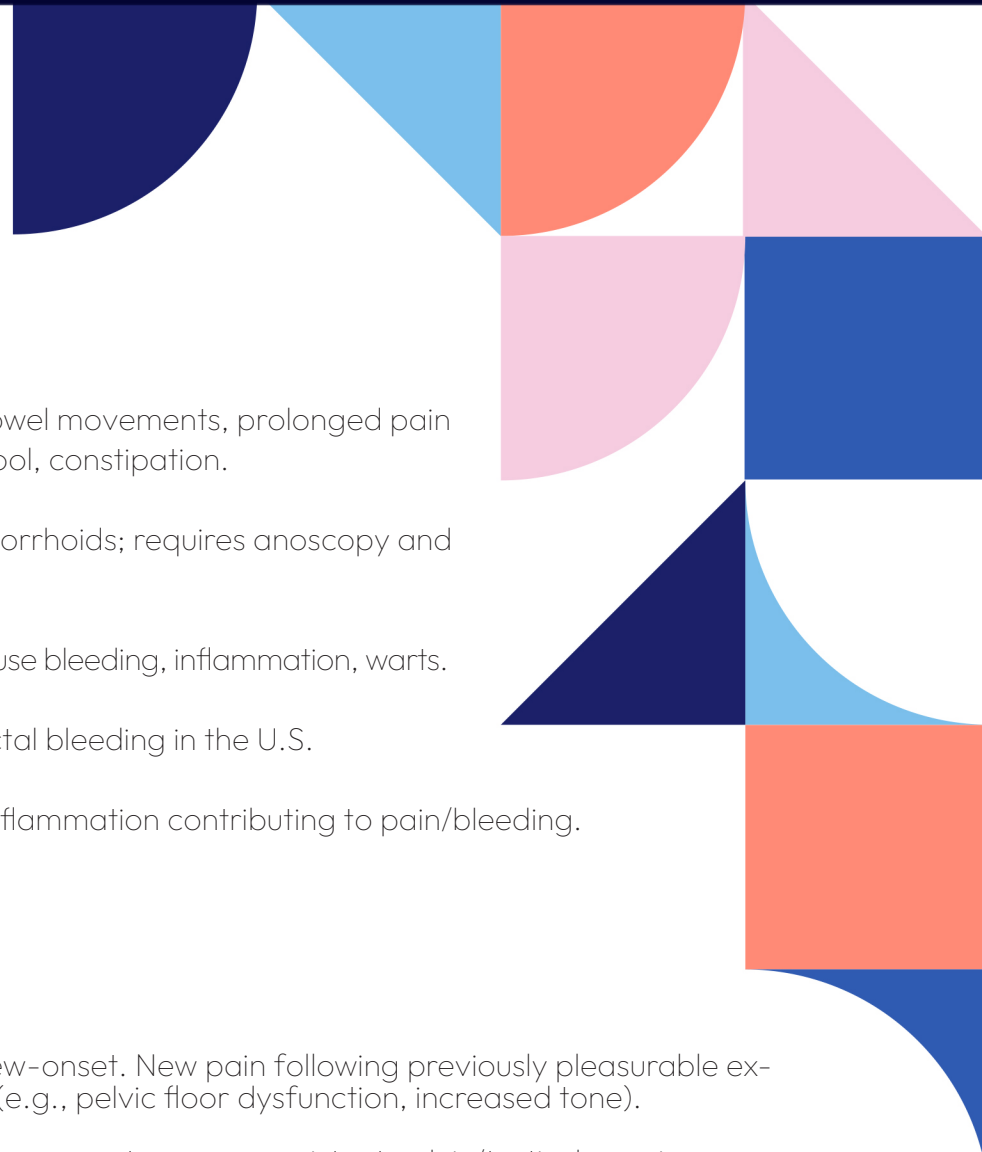 owel movements, prolonged pain
ool, constipation.
orrhoids; requires anoscopy and
use bleeding, inflammation, warts.
ctal bleeding in the U.S.
flammation contributing to pain/bleeding.
ew-onset. New pain following previously pleasurable ex-
(e.g., pelvic floor dysfunction, increased tone).